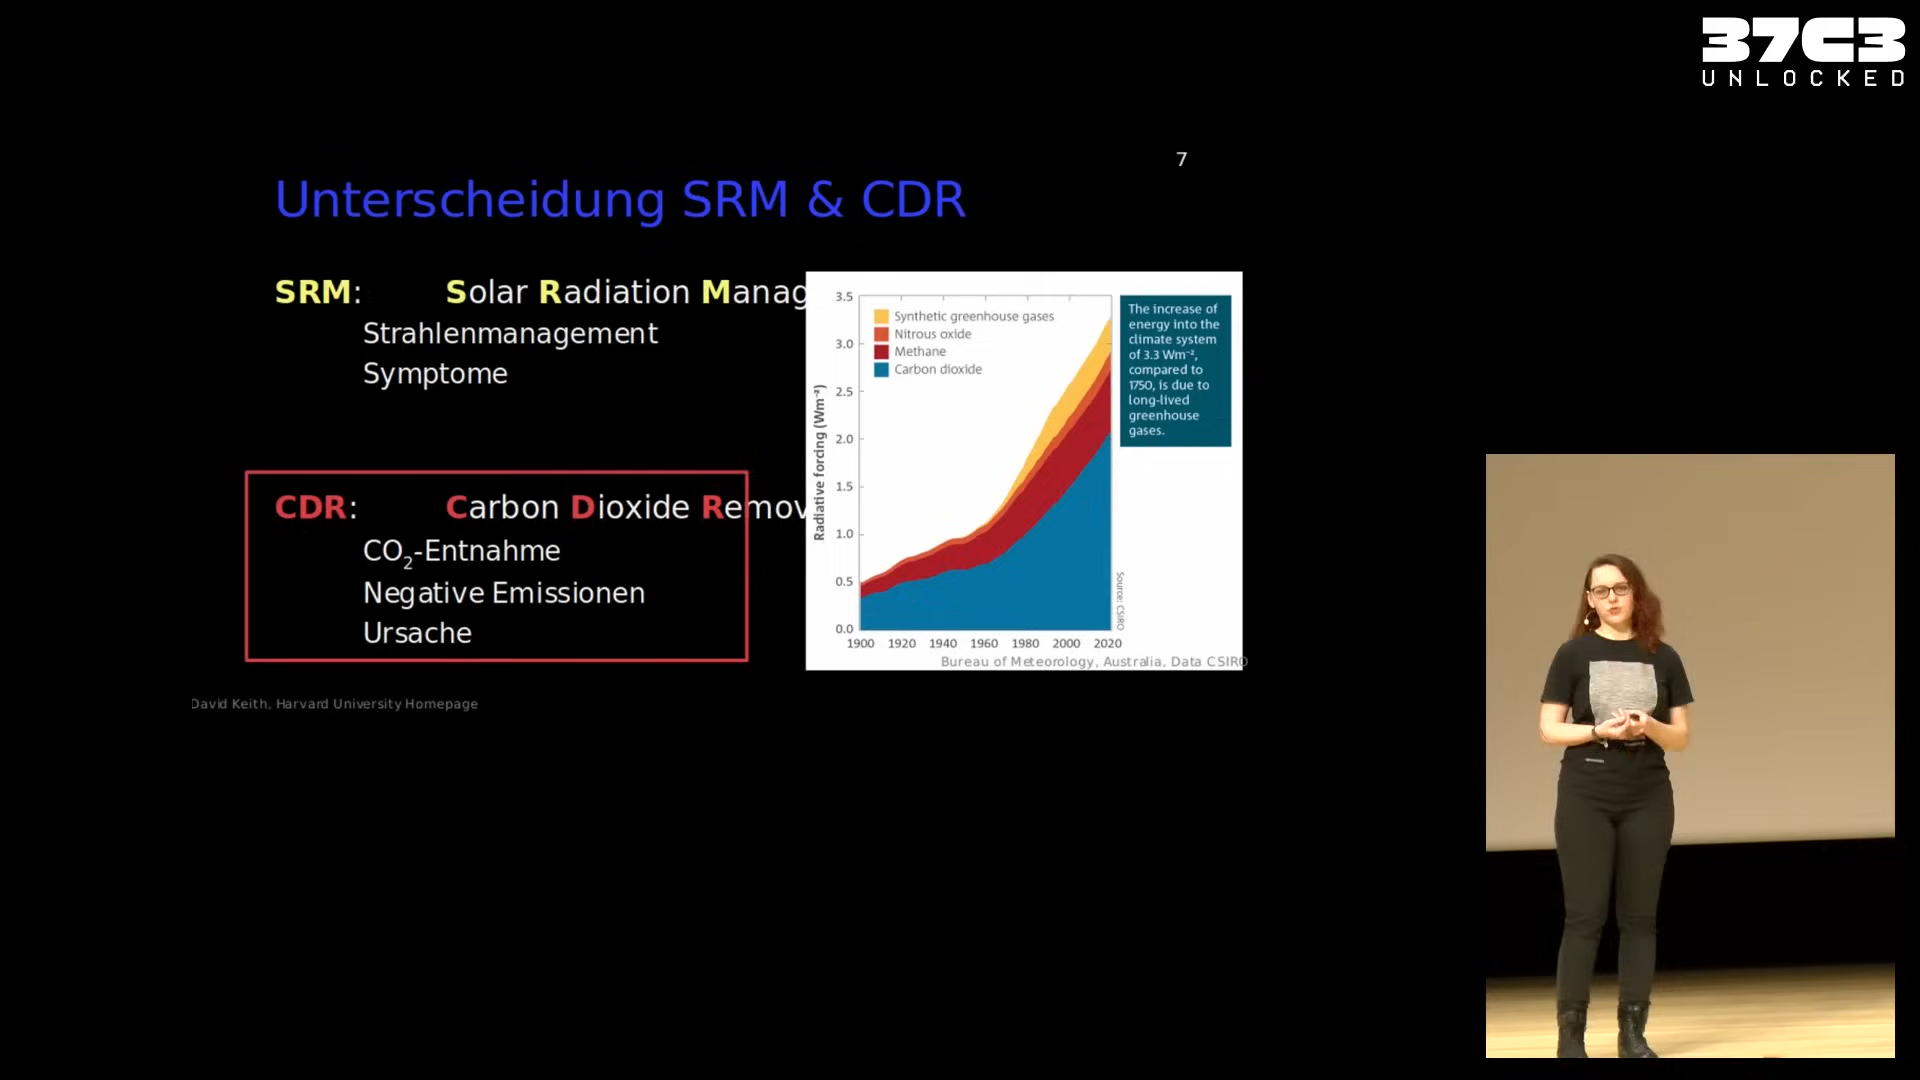 37C3
UNLOCKED
7
Unterscheidung SRM & CDR
SRM: Solar Radiation Manag
Strahlenmanagement
Symptome
CDR: Carbon Dioxide Remov
CO₂-Entnahme
Negative Emissionen
Ursache
David Keith, Harvard University Homepage
3.5
3.0
2.5
2.0
1.5
1.0
0.5
0.0
Radiative forcing (Wm⁻²)
Synthetic greenhouse gases
Nitrous oxide
Methane
Carbon dioxide
1900 1920 1940 1960 1980 2000 2020
The increase of
energy into the
climate system
of 3.3 Wm⁻²,
compared to
1750, is due to
long-lived
greenhouse
gases.
Source: CSIRO
Bureau of Meteorology, Australia, Data CSIRO